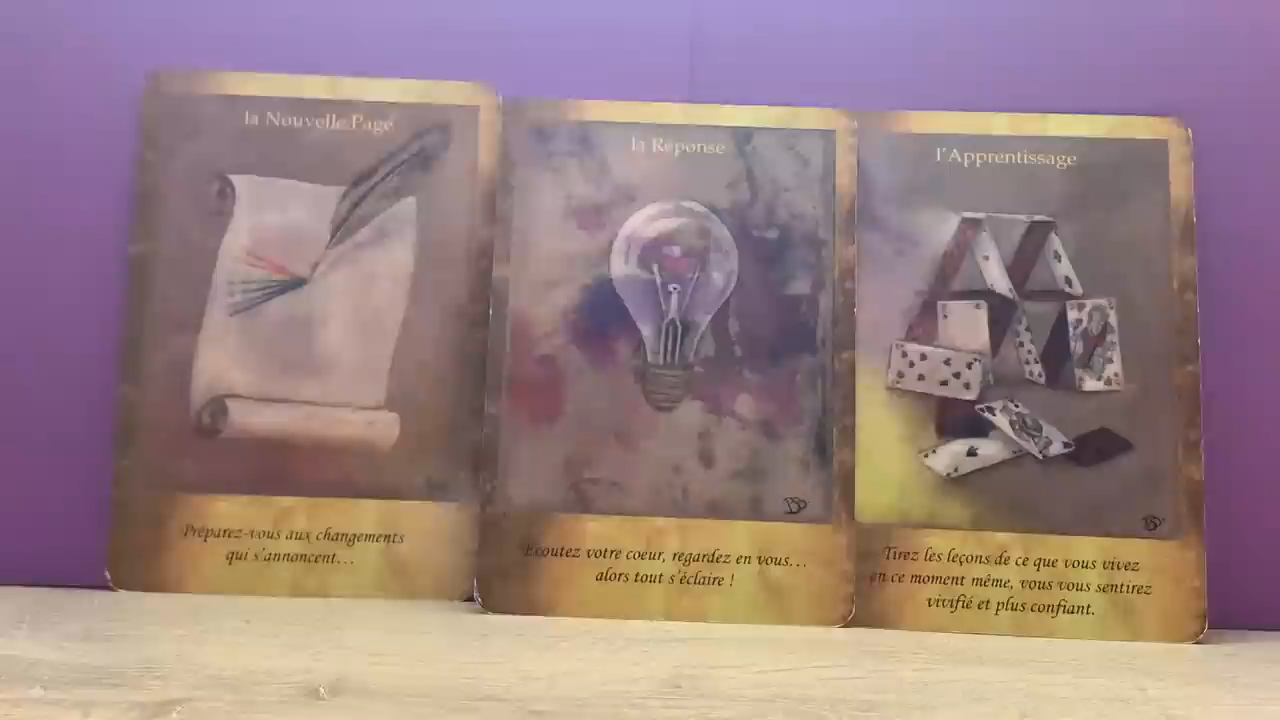 la Nouvelle Page
Préparez-vous aux changements
qui s'annoncent...
la Réponse
Ecoutez votre coeur, regardez en vous...
alors tout s'éclaire !
l'Apprentissage
Tirez les leçons de ce que vous vivez
en ce moment même, vous vous sentirez
vivifié et plus confiant.